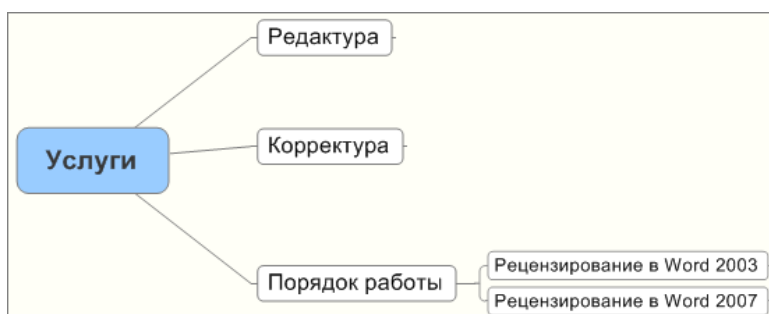 Редактура
Корректура
Услуги
Порядок работы
Рецензирование в Word 2003
Рецензирование в Word 2007